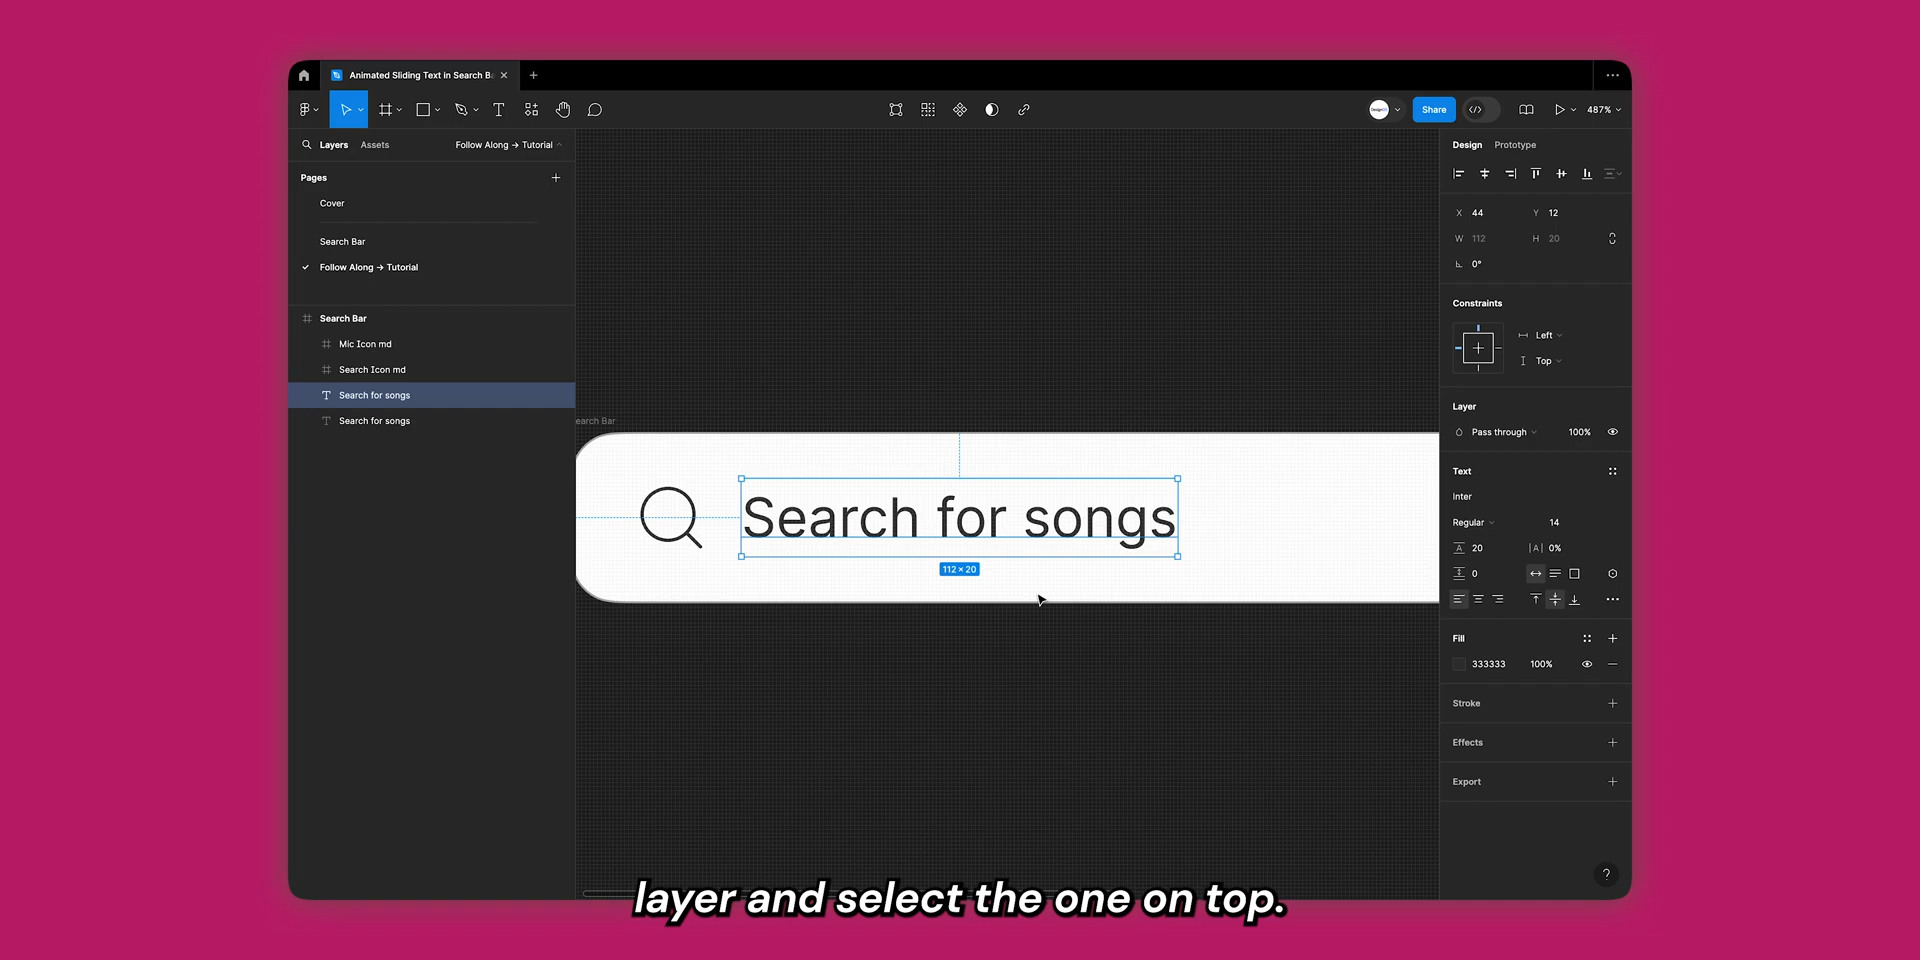 Animated Sliding Text in Search Ba
Share
487%
Layers
Assets
Follow Along → Tutorial
Pages
Cover
Search Bar
Follow Along → Tutorial
Search Bar
Mic Icon md
Search Icon md
Search for songs
Search for songs
earch Bar
Search for songs
112 × 20
Design
Prototype
X 44
Y 12
W 112
H 20
0°
Constraints
Left
Top
Layer
Pass through
100%
Text
Inter
Regular
14
20
|A| 0%
0
Fill
333333
100%
Stroke
Effects
Export
?
layer and select the one on top.